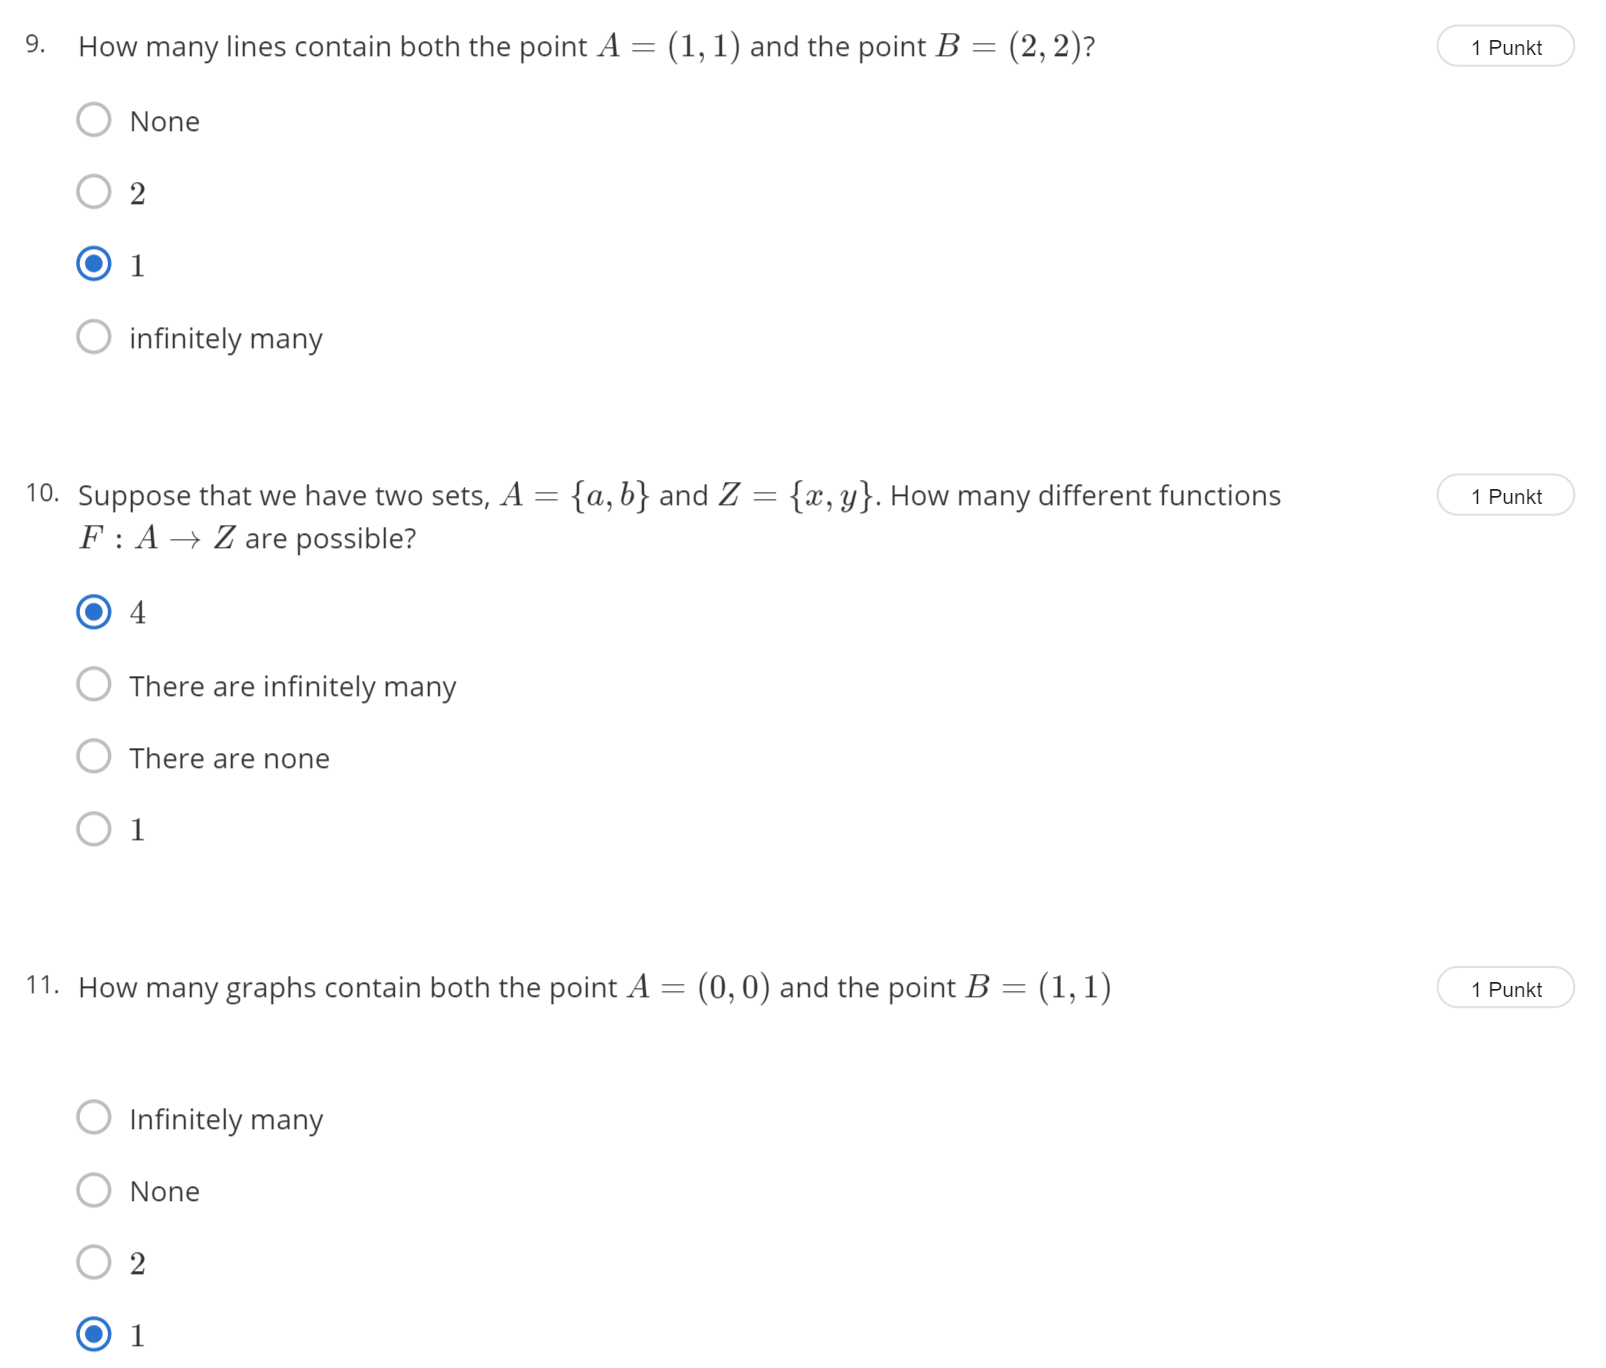 9. How many lines contain both the point A = (1, 1) and the point B = (2, 2)? 1 Punkt
None
2
1
infinitely many
10. Suppose that we have two sets, A = {a, b} and Z = {x, y}. How many different functions 1 Punkt
F : A → Z are possible?
4
There are infinitely many
There are none
1
11. How many graphs contain both the point A = (0, 0) and the point B = (1, 1) 1 Punkt
Infinitely many
None
2
1